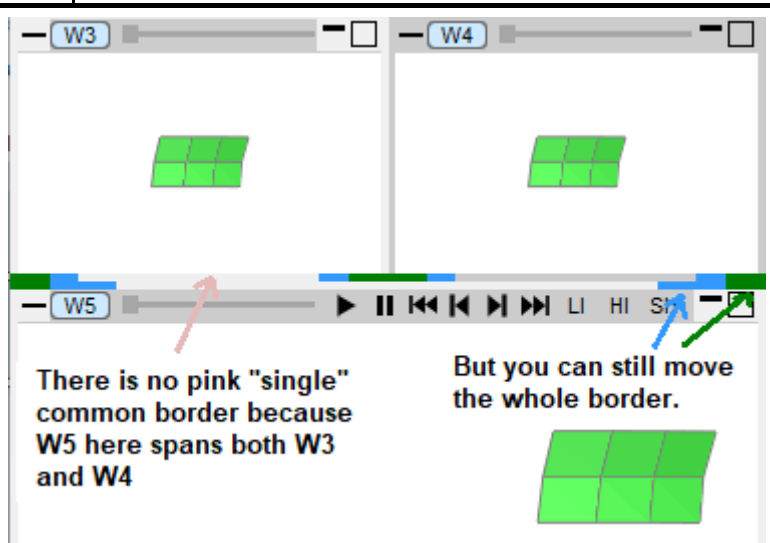 W3
W4
W5 LI HI
There is no pink "single"
common border because
W5 here spans both W3
and W4
But you can still move
the whole border.